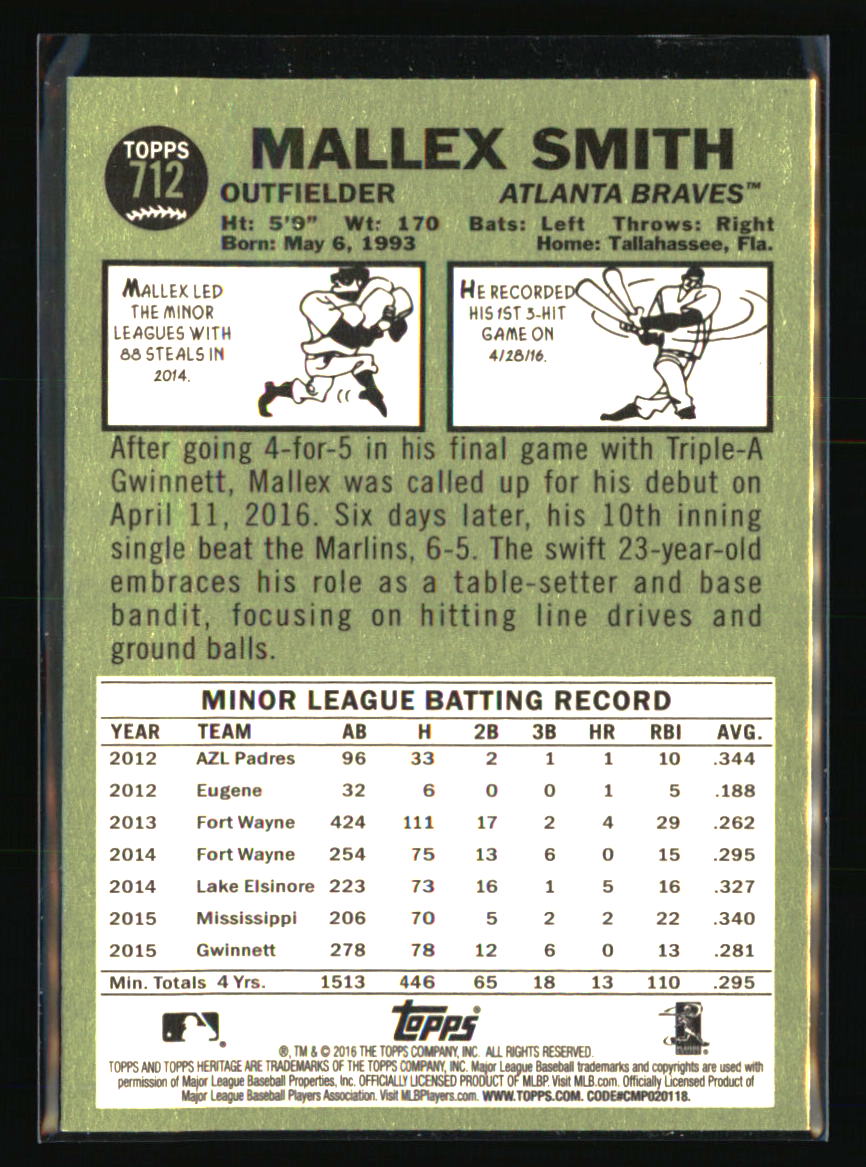 TOPPS
712
MALLEX SMITH
OUTFIELDER ATLANTA BRAVES™
Ht: 5'9" Wt: 170 Bats: Left Throws: Right
Born: May 6, 1993 Home: Tallahassee, Fla.
MALLEX LED
THE MINOR
LEAGUES WITH
88 STEALS IN
2014.
HE RECORDED
HIS 1ST 3-HIT
GAME ON
4/28/16.
After going 4-for-5 in his final game with Triple-A
Gwinnett, Mallex was called up for his debut on
April 11, 2016. Six days later, his 10th inning
single beat the Marlins, 6-5. The swift 23-year-old
embraces his role as a table-setter and base
bandit, focusing on hitting line drives and
ground balls.
MINOR LEAGUE BATTING RECORD
YEAR TEAM AB H 2B 3B HR RBI AVG.
2012 AZL Padres 96 33 2 1 1 10 .344
2012 Eugene 32 6 0 0 1 5 .188
2013 Fort Wayne 424 111 17 2 4 29 .262
2014 Fort Wayne 254 75 13 6 0 15 .295
2014 Lake Elsinore 223 73 16 1 5 16 .327
2015 Mississippi 206 70 5 2 2 22 .340
2015 Gwinnett 278 78 12 6 0 13 .281
Min. Totals 4 Yrs. 1513 446 65 18 13 110 .295
Topps
®, TM & © 2016 THE TOPPS COMPANY, INC. ALL RIGHTS RESERVED.
TOPPS AND TOPPS HERITAGE ARE TRADEMARKS OF THE TOPPS COMPANY, INC. Major League Baseball trademarks and copyrights are used with
permission of Major League Baseball Properties, Inc. OFFICIALLY LICENSED PRODUCT OF MLBP. Visit MLB.com. Officially Licensed Product of
Major League Baseball Players Association. Visit MLBPlayers.com. WWW.TOPPS.COM. CODE#CMP020118.